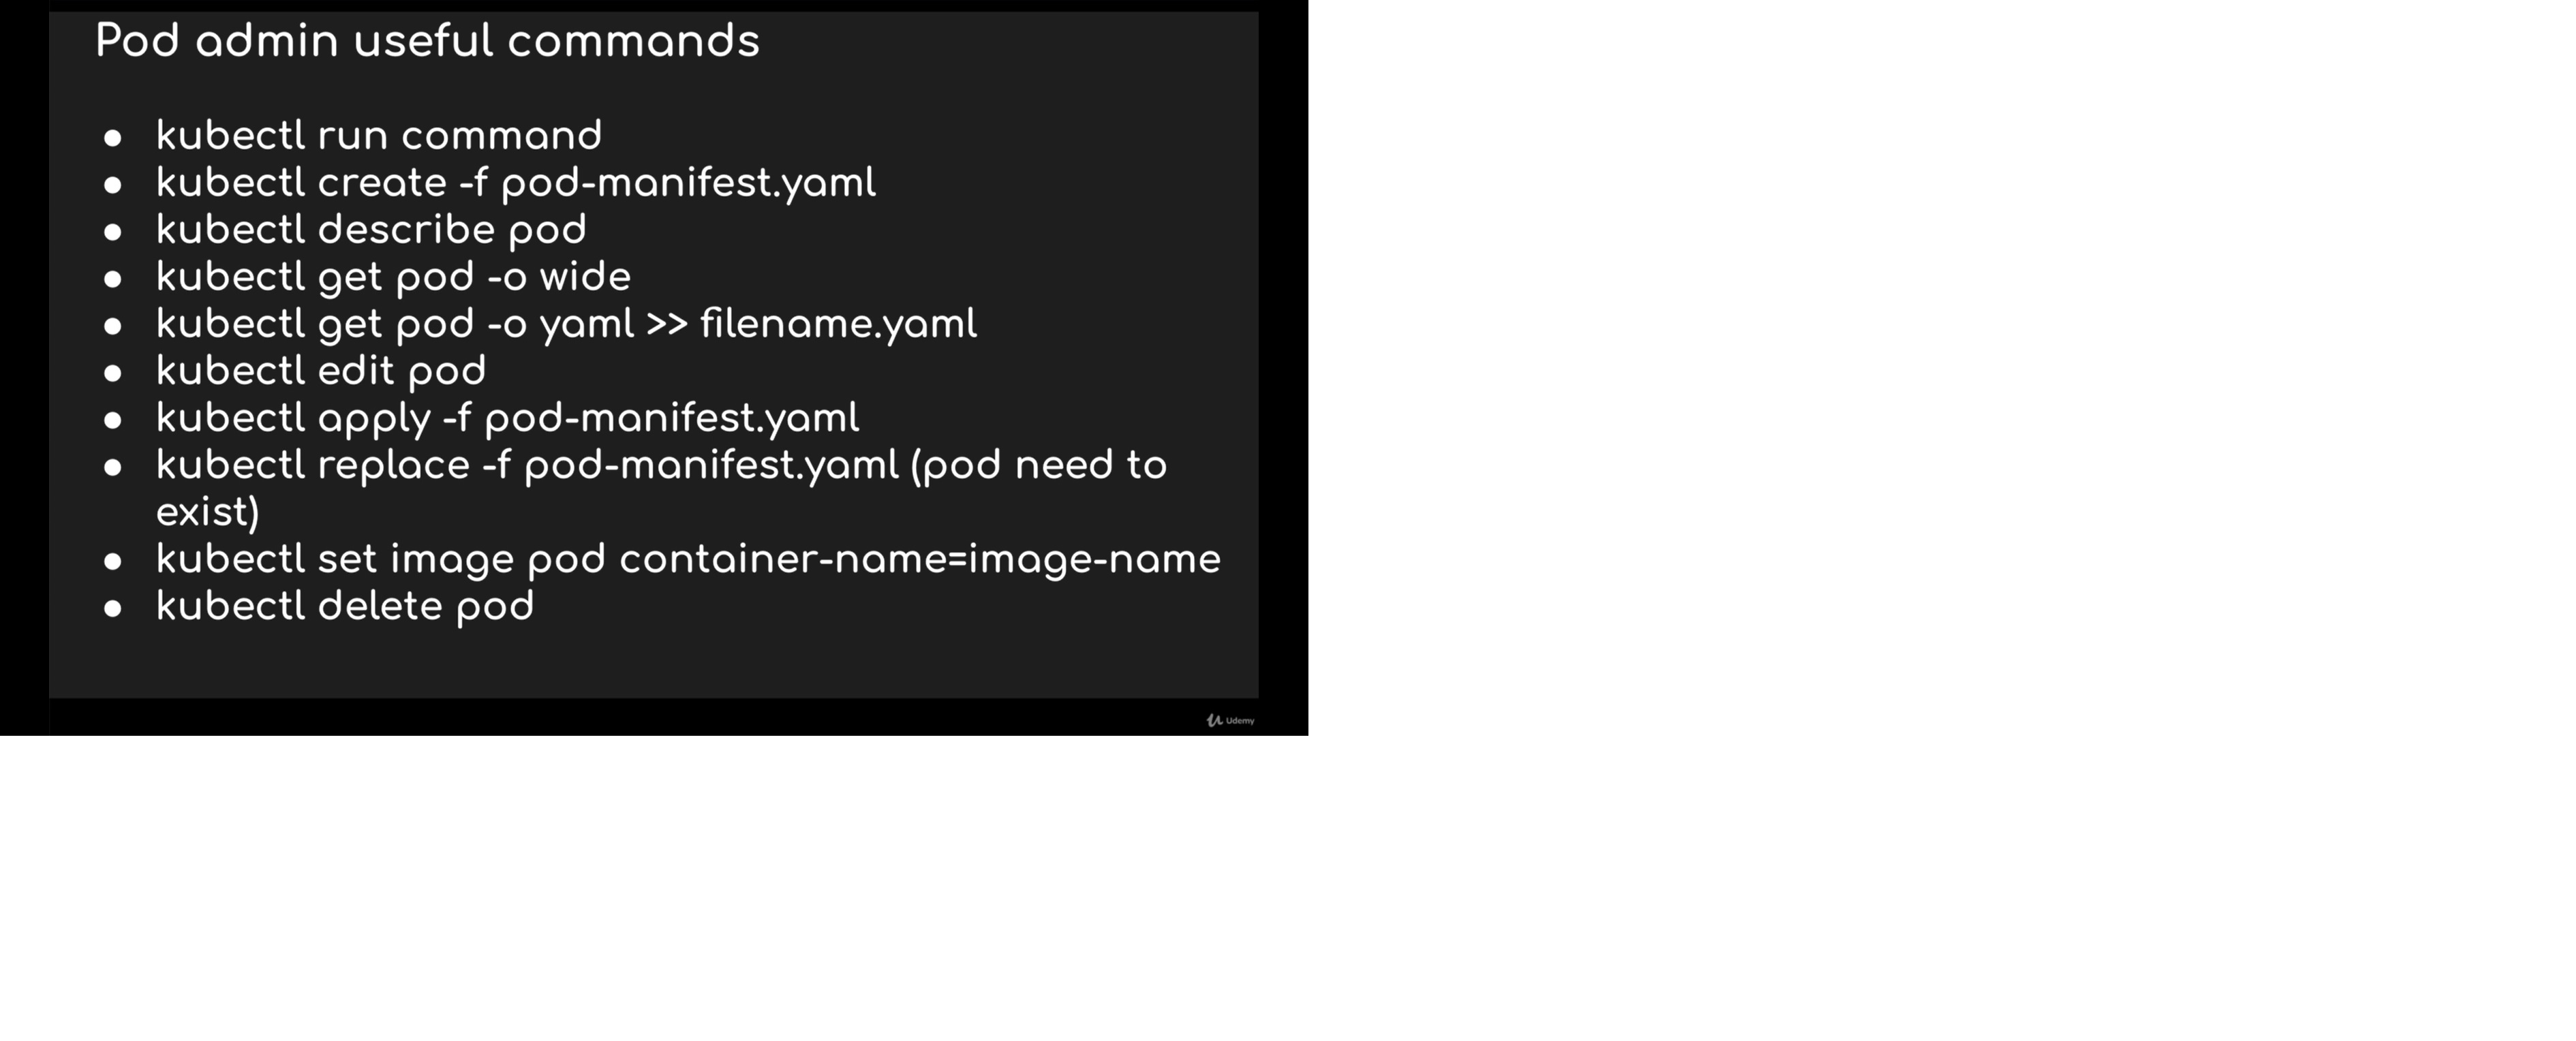 Pod admin useful commands
● kubectl run command
● kubectl create -f pod-manifest.yaml
● kubectl describe pod
● kubectl get pod -o wide
● kubectl get pod -o yaml >> filename.yaml
● kubectl edit pod
● kubectl apply -f pod-manifest.yaml
● kubectl replace -f pod-manifest.yaml (pod need to
exist)
● kubectl set image pod container-name=image-name
● kubectl delete pod
Udemy